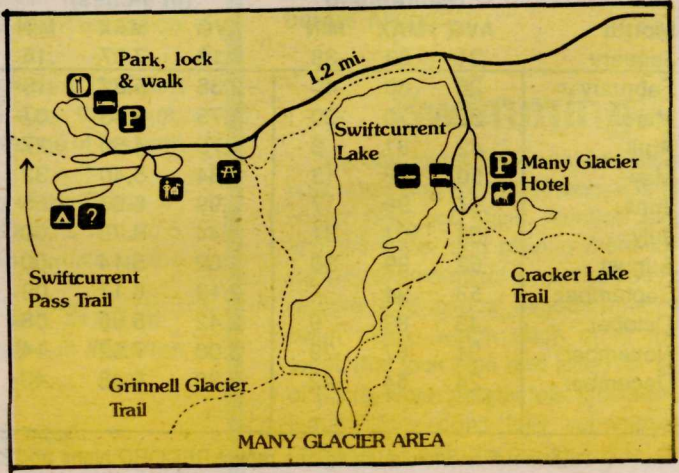 Park, lock
& walk
1.2 mi.
P
Swiftcurrent
Lake
P
Many Glacier
Hotel
?
Swiftcurrent
Pass Trail
Cracker Lake
Trail
Grinnell Glacier
Trail
MANY GLACIER AREA